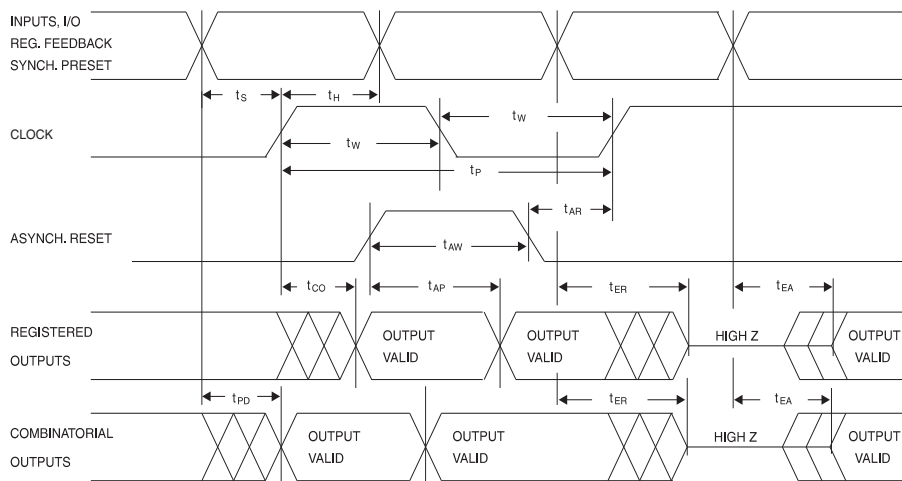 INPUTS, I/O
REG. FEEDBACK
SYNCH. PRESET
tS
tH
CLOCK
tW
tW
tP
tAR
ASYNCH. RESET
tAW
tCO
tAP
tER
tEA
REGISTERED
OUTPUTS
OUTPUT
VALID
OUTPUT
VALID
HIGH Z
OUTPUT
VALID
tPD
tER
tEA
COMBINATORIAL
OUTPUTS
OUTPUT
VALID
OUTPUT
VALID
HIGH Z
OUTPUT
VALID